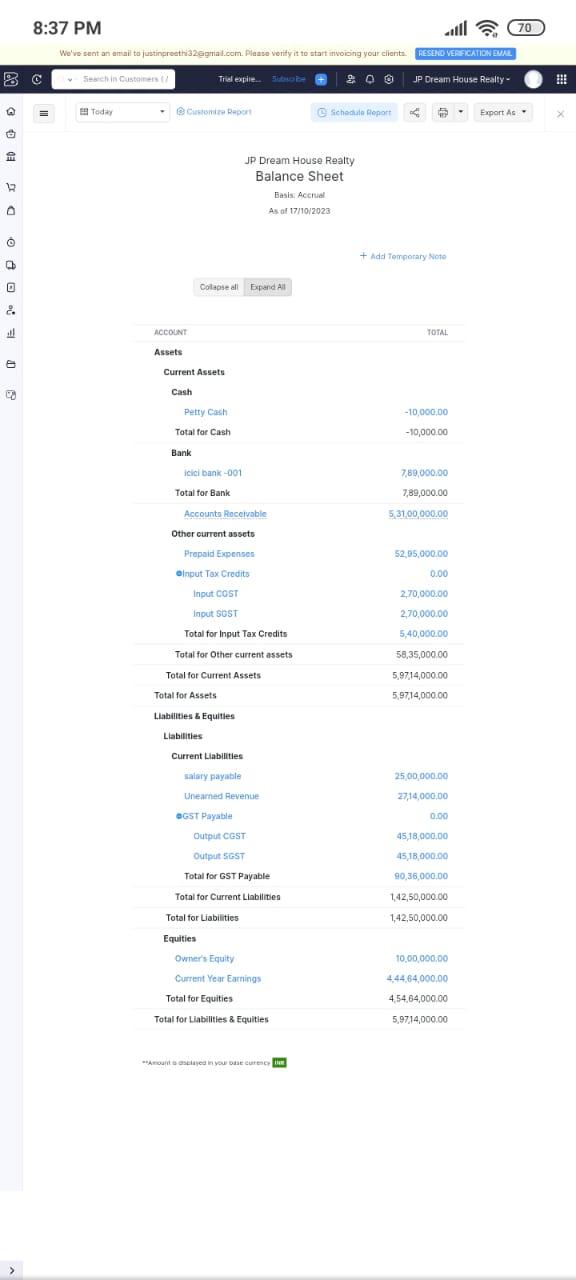 8:37 PM 70
We've sent an email to justinpreethi32@gmail.com. Please verify it to start invoicing your clients. RESEND VERIFICATION EMAIL
Search in Customers ( / Trial expire... Subscribe JP Dream House Realty
Today Customize Report Schedule Report Export As
JP Dream House Realty
Balance Sheet
Basis: Accrual
As of 17/10/2023
+ Add Temporary Note
Collapse all Expand All
ACCOUNT TOTAL
Assets
Current Assets
Cash
Petty Cash -10,000.00
Total for Cash -10,000.00
Bank
icici bank -001 7,89,000.00
Total for Bank 7,89,000.00
Accounts Receivable 5,31,00,000.00
Other current assets
Prepaid Expenses 52,95,000.00
Input Tax Credits 0.00
Input CGST 2,70,000.00
Input SGST 2,70,000.00
Total for Input Tax Credits 5,40,000.00
Total for Other current assets 58,35,000.00
Total for Current Assets 5,97,14,000.00
Total for Assets 5,97,14,000.00
Liabilities & Equities
Liabilities
Current Liabilities
salary payable 25,00,000.00
Unearned Revenue 27,14,000.00
GST Payable 0.00
Output CGST 45,18,000.00
Output SGST 45,18,000.00
Total for GST Payable 90,36,000.00
Total for Current Liabilities 1,42,50,000.00
Total for Liabilities 1,42,50,000.00
Equities
Owner's Equity 10,00,000.00
Current Year Earnings 4,44,64,000.00
Total for Equities 4,54,64,000.00
Total for Liabilities & Equities 5,97,14,000.00
**Amount is displayed in your base currency INR